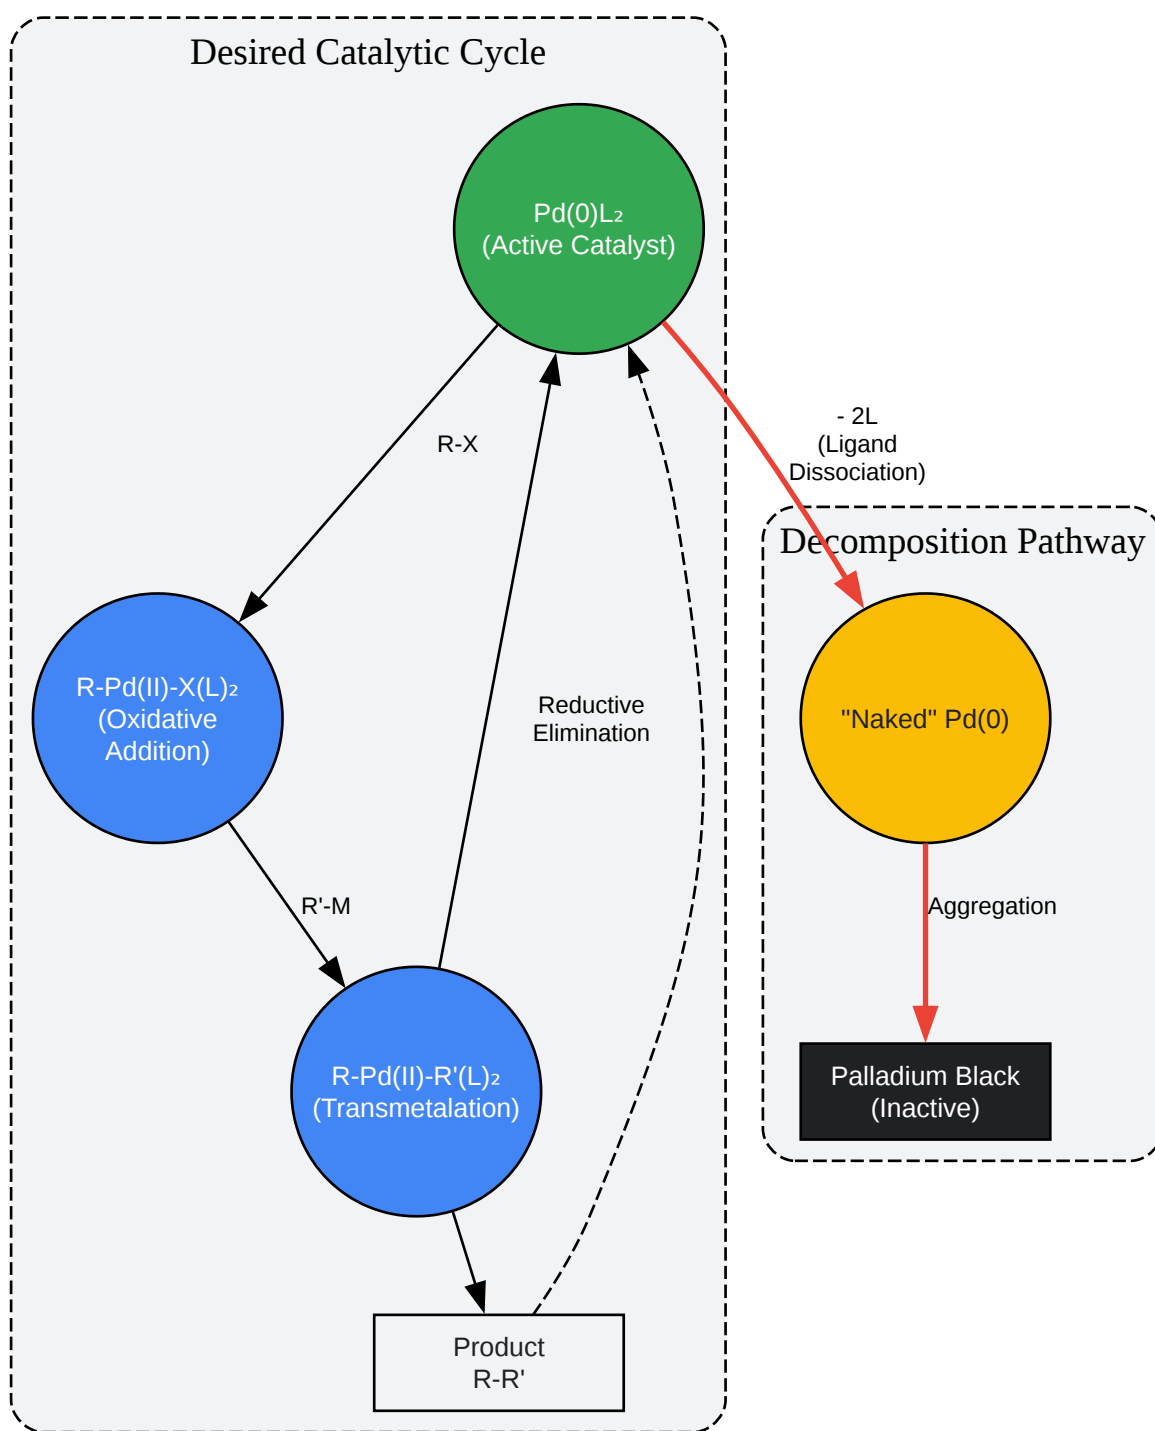 Desired Catalytic Cycle
Pd(0)L₂
(Active Catalyst)
R-X
- 2L
(Ligand
Dissociation)
Decomposition Pathway
R-Pd(II)-X(L)₂
(Oxidative
Addition)
Reductive
Elimination
"Naked" Pd(0)
R'-M
Aggregation
R-Pd(II)-R'(L)₂
(Transmetalation)
Palladium Black
(Inactive)
Product
R-R'